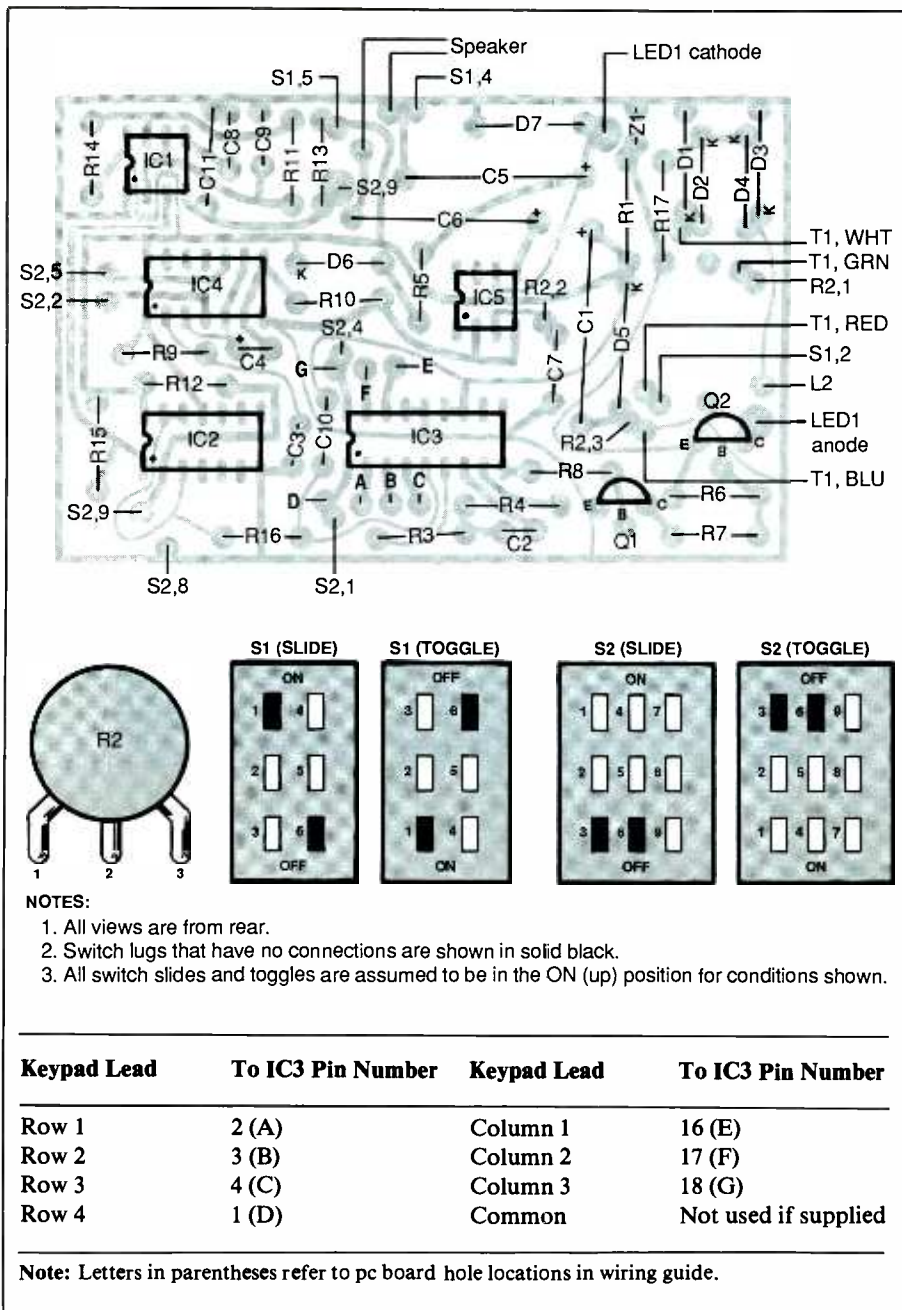 Speaker
LED1 cathode
S1,5
S1,4
R14
IC1
C11
C8
C9
R11
R13
S2,9
D7
C5
C6
Z1
R1
R17
D1
K
D2
K
D4
K
D3
K
T1, WHT
T1, GRN
R2,1
S2,5
S2,2
IC4
D6
K
R10
R5
IC5
R2,2
C1
D5
K
T1, RED
S1,2
L2
S2,4
R9
C4
G
F
E
C7
R12
R15
IC2
C3
C10
IC3
R2,3
Q2
E
B
C
LED1
anode
R8
T1, BLU
S2,9
D
A
B
C
R4
E
B
C
R6
R16
R3
C2
Q1
R7
S2,8
S2,1
R2
1 2 3
S1 (SLIDE)
ON
1 4
2 5
3 6
OFF
S1 (TOGGLE)
OFF
3 6
2 5
1 4
ON
S2 (SLIDE)
ON
1 4 7
2 5 8
3 6 9
OFF
S2 (TOGGLE)
OFF
3 6 9
2 5 8
1 4 7
ON
NOTES:
1. All views are from rear.
2. Switch lugs that have no connections are shown in solid black.
3. All switch slides and toggles are assumed to be in the ON (up) position for conditions shown.
Keypad Lead To IC3 Pin Number Keypad Lead To IC3 Pin Number
Row 1 2 (A) Column 1 16 (E)
Row 2 3 (B) Column 2 17 (F)
Row 3 4 (C) Column 3 18 (G)
Row 4 1 (D) Common Not used if supplied
Note: Letters in parentheses refer to pc board hole locations in wiring guide.